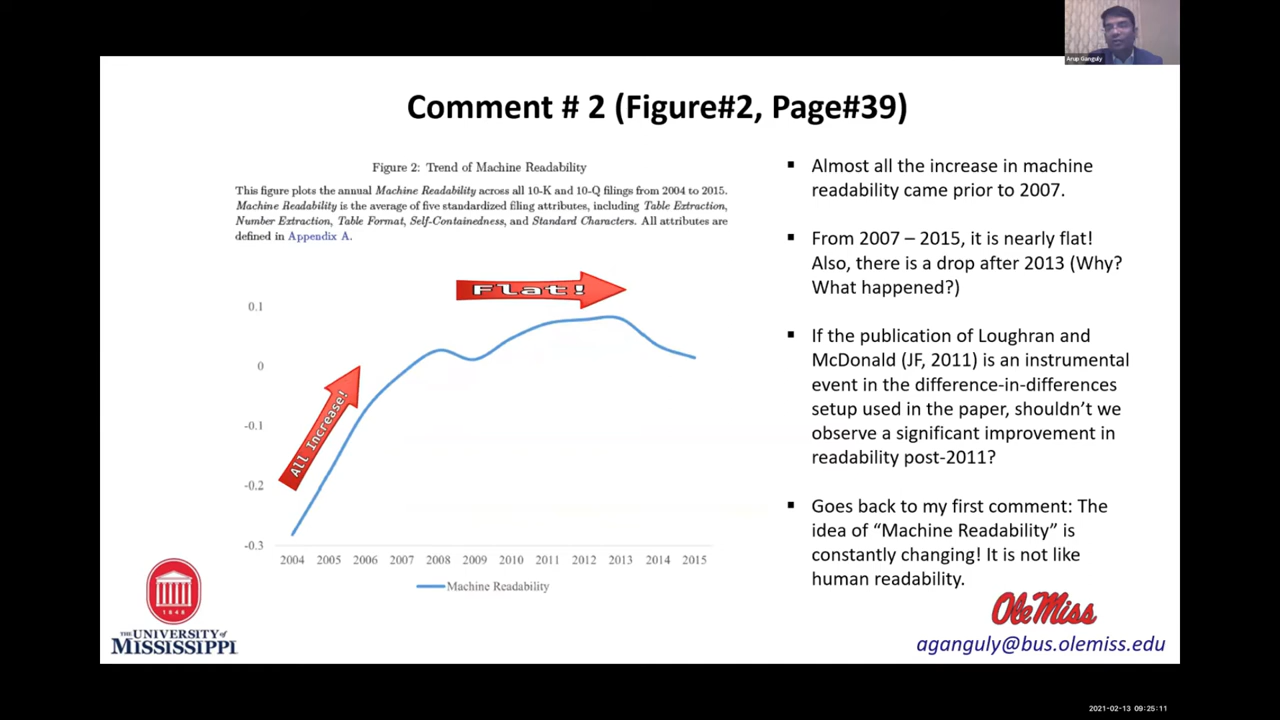 Arup Ganguly
Comment # 2 (Figure#2, Page#39)
Figure 2: Trend of Machine Readability
This figure plots the annual Machine Readability across all 10-K and 10-Q filings from 2004 to 2015.
Machine Readability is the average of five standardized filing attributes, including Table Extraction,
Number Extraction, Table Format, Self-Containedness, and Standard Characters. All attributes are
defined in Appendix A.
Flat!
All Increase!
0.1
0
-0.1
-0.2
-0.3
2004 2005 2006 2007 2008 2009 2010 2011 2012 2013 2014 2015
Machine Readability
▪ Almost all the increase in machine
readability came prior to 2007.
▪ From 2007 – 2015, it is nearly flat!
Also, there is a drop after 2013 (Why?
What happened?)
▪ If the publication of Loughran and
McDonald (JF, 2011) is an instrumental
event in the difference-in-differences
setup used in the paper, shouldn’t we
observe a significant improvement in
readability post-2011?
▪ Goes back to my first comment: The
idea of “Machine Readability” is
constantly changing! It is not like
human readability.
1848
THE UNIVERSITY of
MISSISSIPPI
Ole Miss
aganguly@bus.olemiss.edu
2021-02-13 09:25:11